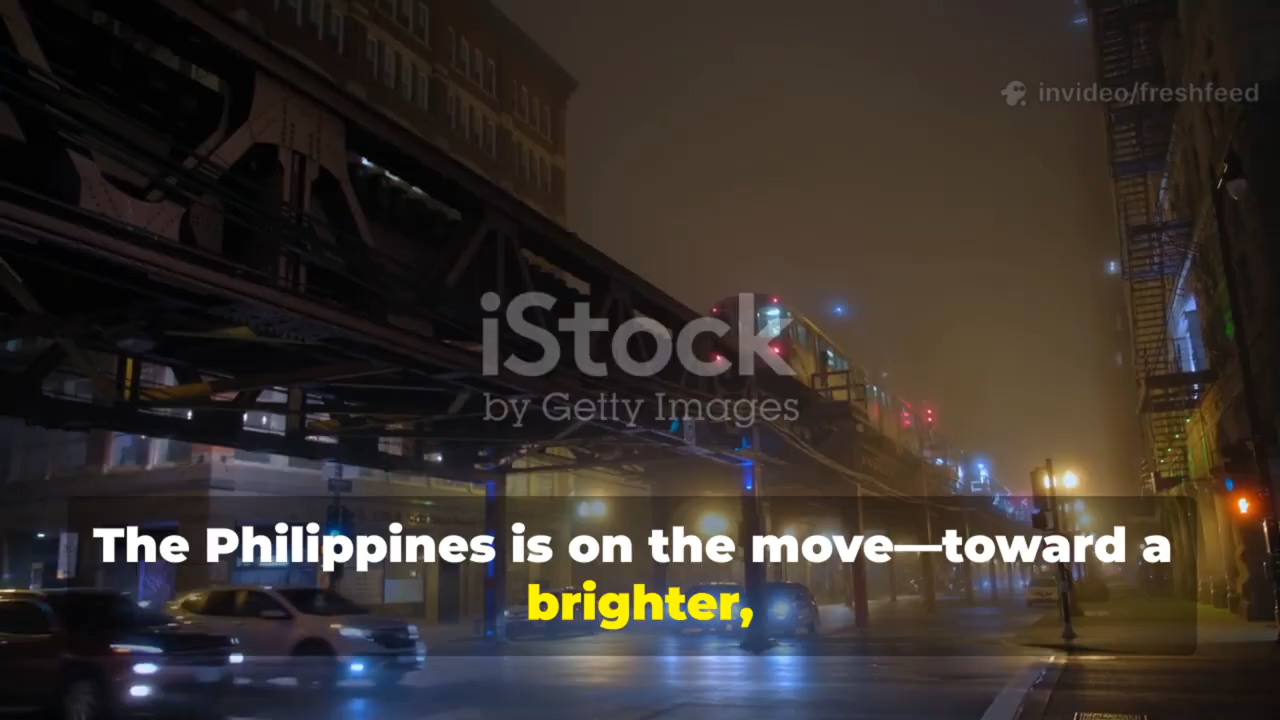 invideo/freshfeed
iStock
by Getty Images
The Philippines is on the move—toward a
brighter,